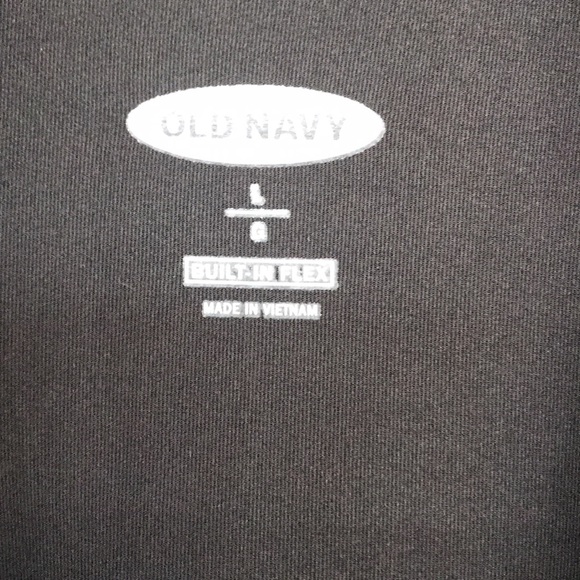 OLD NAVY
L
G
BUILT-IN FLEX
MADE IN VIETNAM